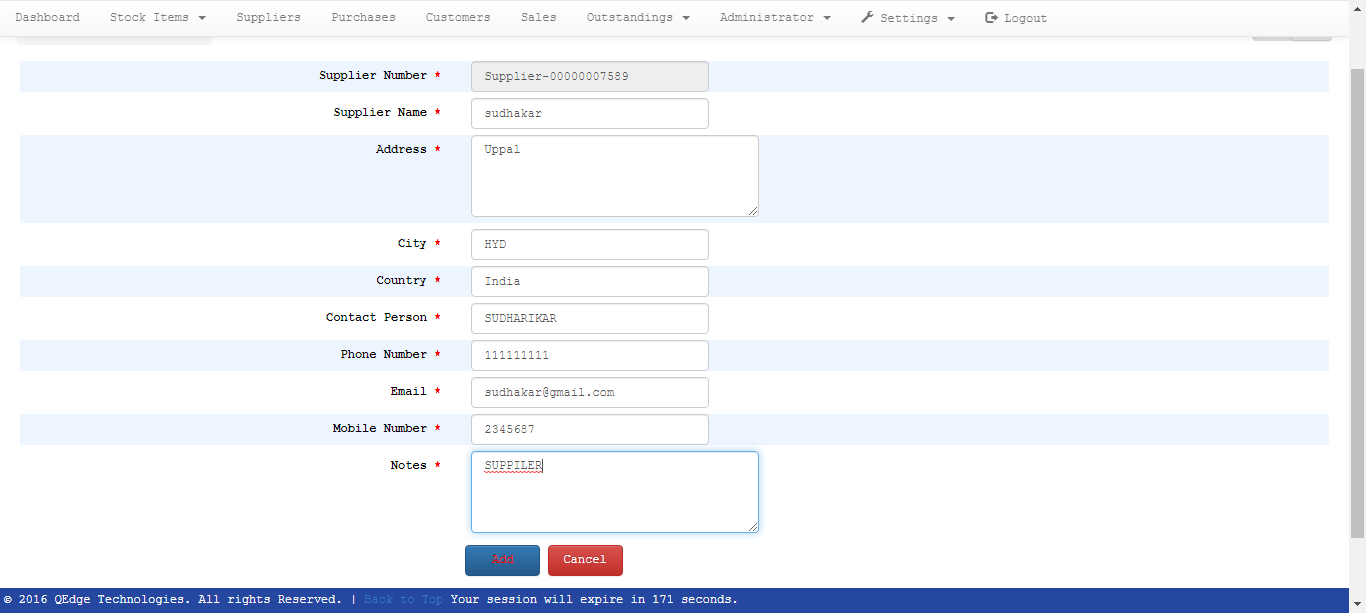 Dashboard Stock Items Suppliers Purchases Customers Sales Outstandings Administrator Settings Logout
Supplier Number * Supplier-00000007589
Supplier Name * sudhakar
Address * Uppal
City * HYD
Country * India
Contact Person * SUDHARIKAR
Phone Number * 111111111
Email * sudhakar@gmail.com
Mobile Number * 2345687
Notes * SUPPILER
Add Cancel
© 2016 QEdge Technologies. All rights Reserved. | Back to Top Your session will expire in 171 seconds.